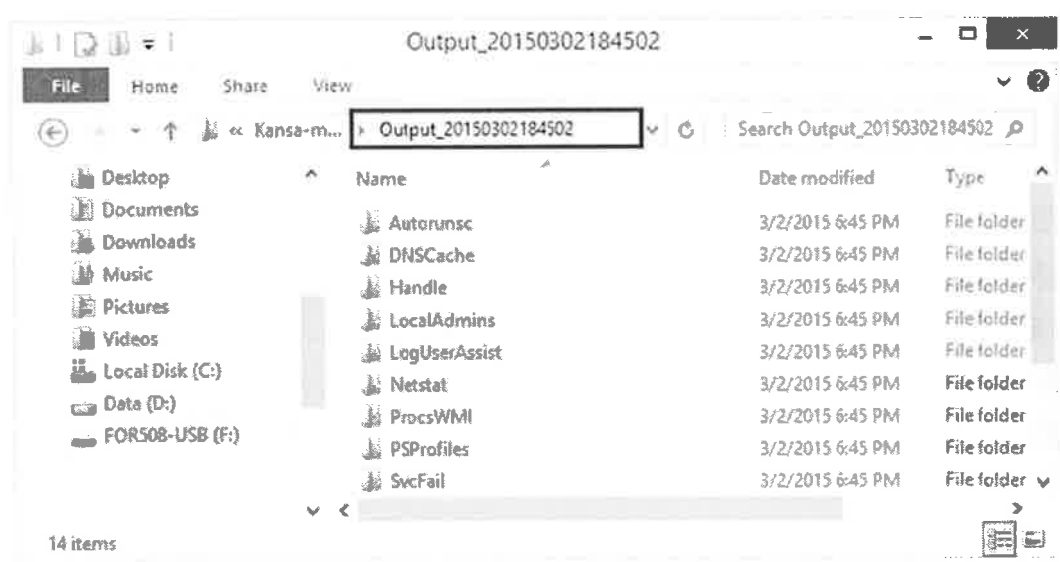 Output_20150302184502
File Home Share View
« Kansa-m... Output_20150302184502 Search Output_20150302184502
Desktop
Documents
Downloads
Music
Pictures
Videos
Local Disk (C:)
Data (D:)
FOR508-USB (F:)
Name Date modified Type
Autorunsc 3/2/2015 6:45 PM File folder
DNSCache 3/2/2015 6:45 PM File folder
Handle 3/2/2015 6:45 PM File folder
LocalAdmins 3/2/2015 6:45 PM File folder
LogUserAssist 3/2/2015 6:45 PM File folder
Netstat 3/2/2015 6:45 PM File folder
ProcsWMI 3/2/2015 6:45 PM File folder
PSProfiles 3/2/2015 6:45 PM File folder
SvcFail 3/2/2015 6:45 PM File folder
14 items